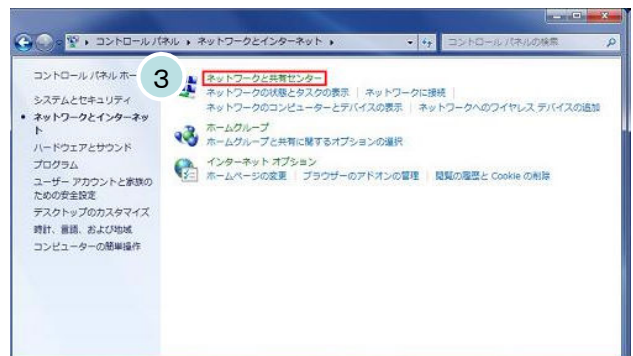 コントロール パネル ▸ ネットワークとインターネット ▸
コントロール パネルの検索
コントロール パネル ホー
3
システムとセキュリティ
ネットワークとインターネッ
ト
ハードウェアとサウンド
プログラム
ユーザー アカウントと家族の
ための安全設定
デスクトップのカスタマイズ
時計、言語、および地域
コンピューターの簡単操作
ネットワークと共有センター
ネットワークの状態とタスクの表示 | ネットワークに接続 |
ネットワークのコンピューターとデバイスの表示 | ネットワークへのワイヤレス デバイスの追加
ホームグループ
ホームグループと共有に関するオプションの選択
インターネット オプション
ホームページの変更 | ブラウザーのアドオンの管理 | 閲覧の履歴と Cookie の削除